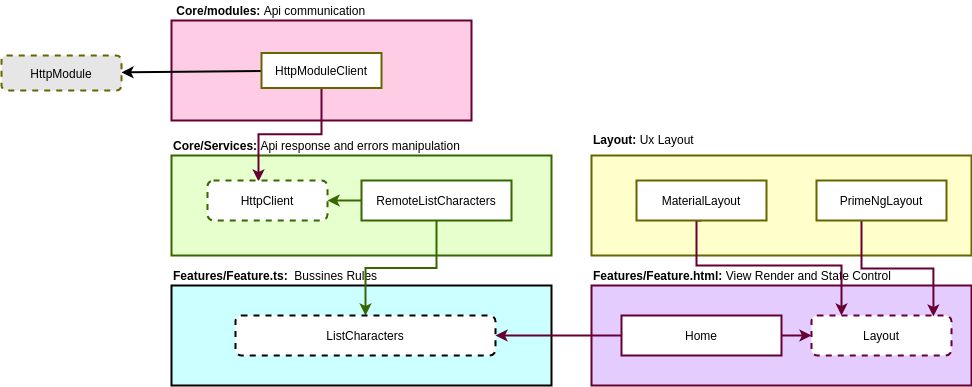 Core/modules: Api communication
HttpModule
HttpModuleClient
Core/Services: Api response and errors manipulation
HttpClient
RemoteListCharacters
Layout: Ux Layout
MaterialLayout
PrimeNgLayout
Features/Feature.ts: Bussines Rules
ListCharacters
Features/Feature.html: View Render and State Control
Home
Layout